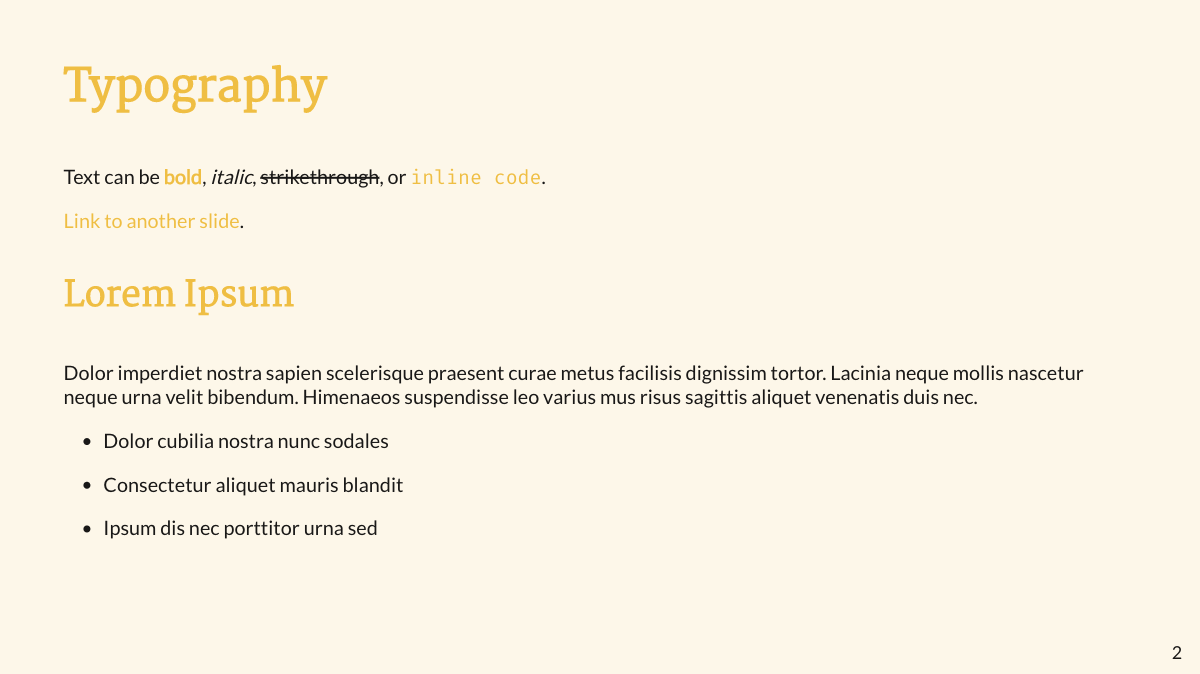 Typography
Text can be bold, italic, strikethrough, or inline code.
Link to another slide.
Lorem Ipsum
Dolor imperdiet nostra sapien scelerisque praesent curae metus facilisis dignissim tortor. Lacinia neque mollis nascetur
neque urna velit bibendum. Himenaeos suspendisse leo varius mus risus sagittis aliquet venenatis duis nec.
• Dolor cubilia nostra nunc sodales
• Consectetur aliquet mauris blandit
• Ipsum dis nec porttitor urna sed
2